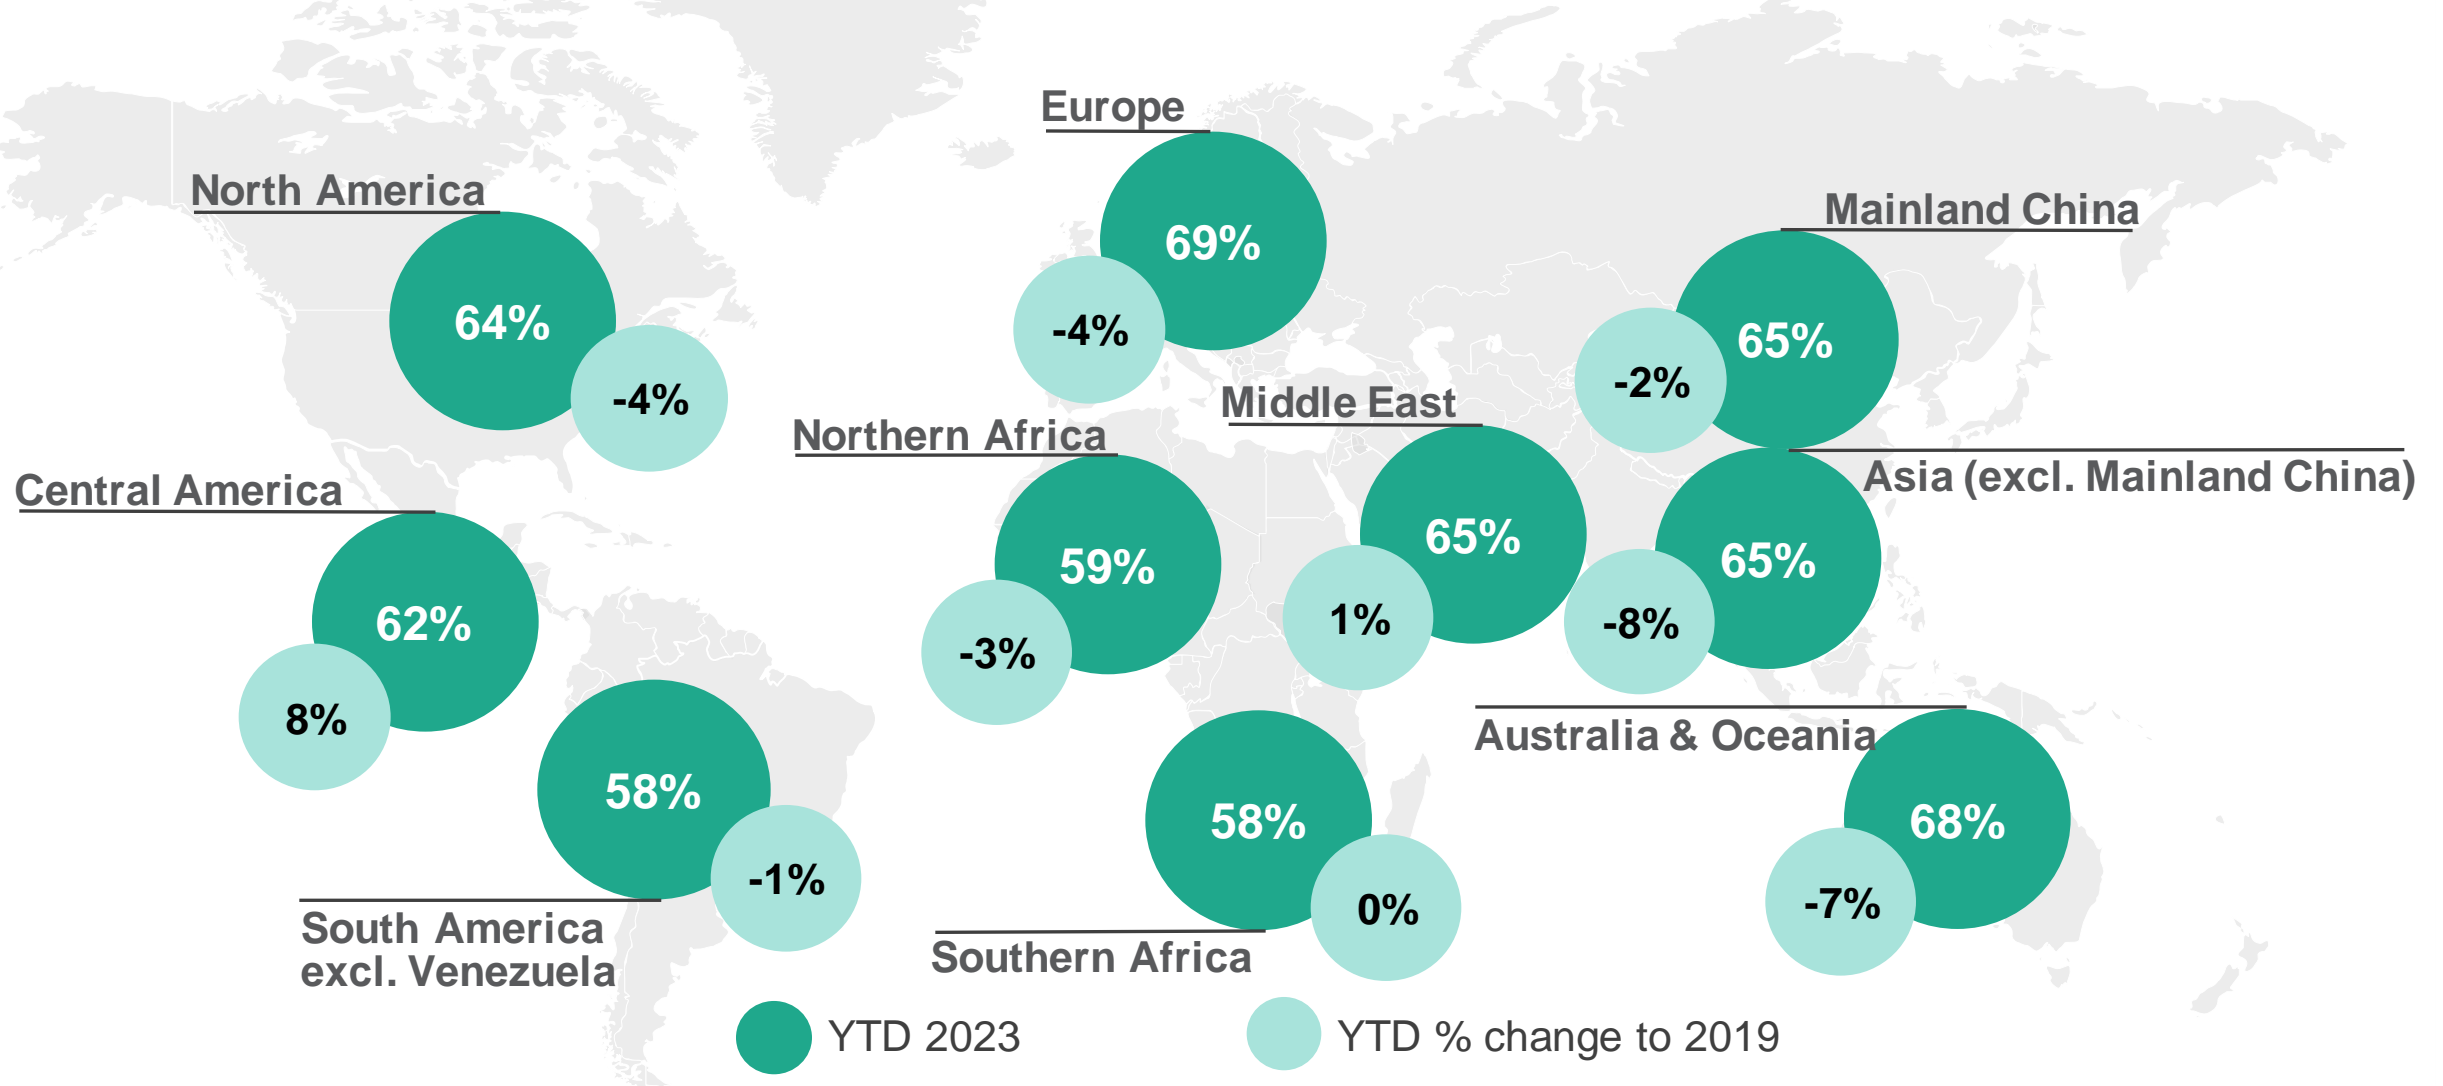 Europe
69%
-4%
North America
64%
-4%
Mainland China
65%
-2%
Middle East
65%
1%
Northern Africa
59%
-3%
Asia (excl. Mainland China)
65%
-8%
Central America
62%
8%
Australia & Oceania
68%
-7%
58%
-1%
South America
excl. Venezuela
58%
0%
Southern Africa
YTD 2023
YTD % change to 2019